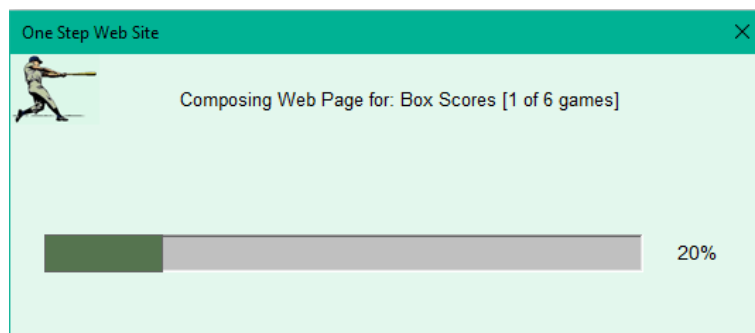 One Step Web Site
Composing Web Page for: Box Scores [1 of 6 games]
20%